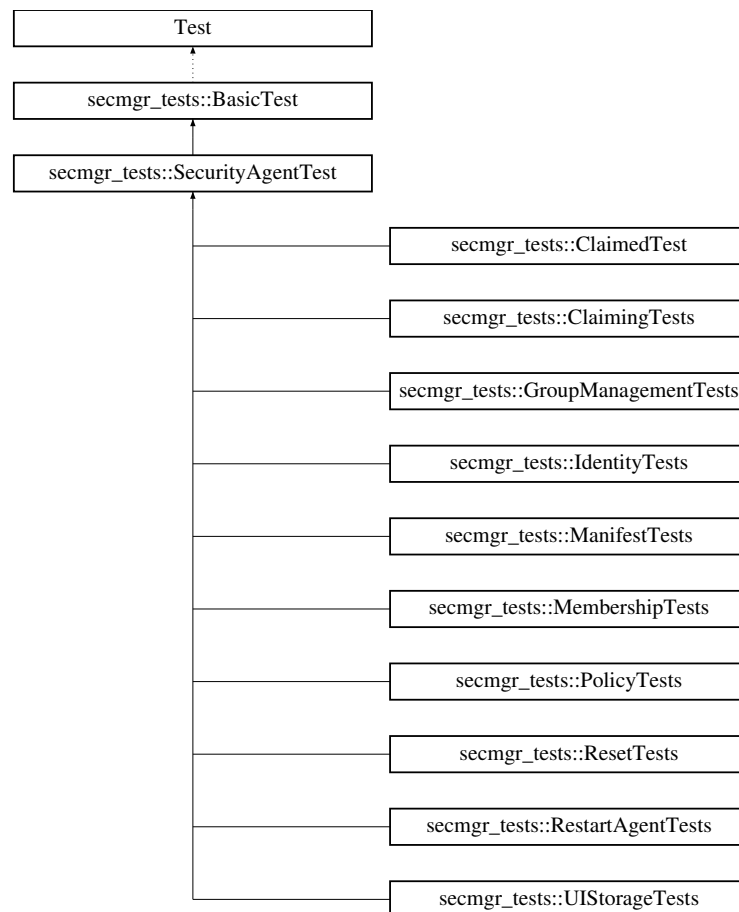 Test
secmgr_tests::BasicTest
secmgr_tests::SecurityAgentTest
secmgr_tests::ClaimedTest
secmgr_tests::ClaimingTests
secmgr_tests::GroupManagementTests
secmgr_tests::IdentityTests
secmgr_tests::ManifestTests
secmgr_tests::MembershipTests
secmgr_tests::PolicyTests
secmgr_tests::ResetTests
secmgr_tests::RestartAgentTests
secmgr_tests::UIStorageTests